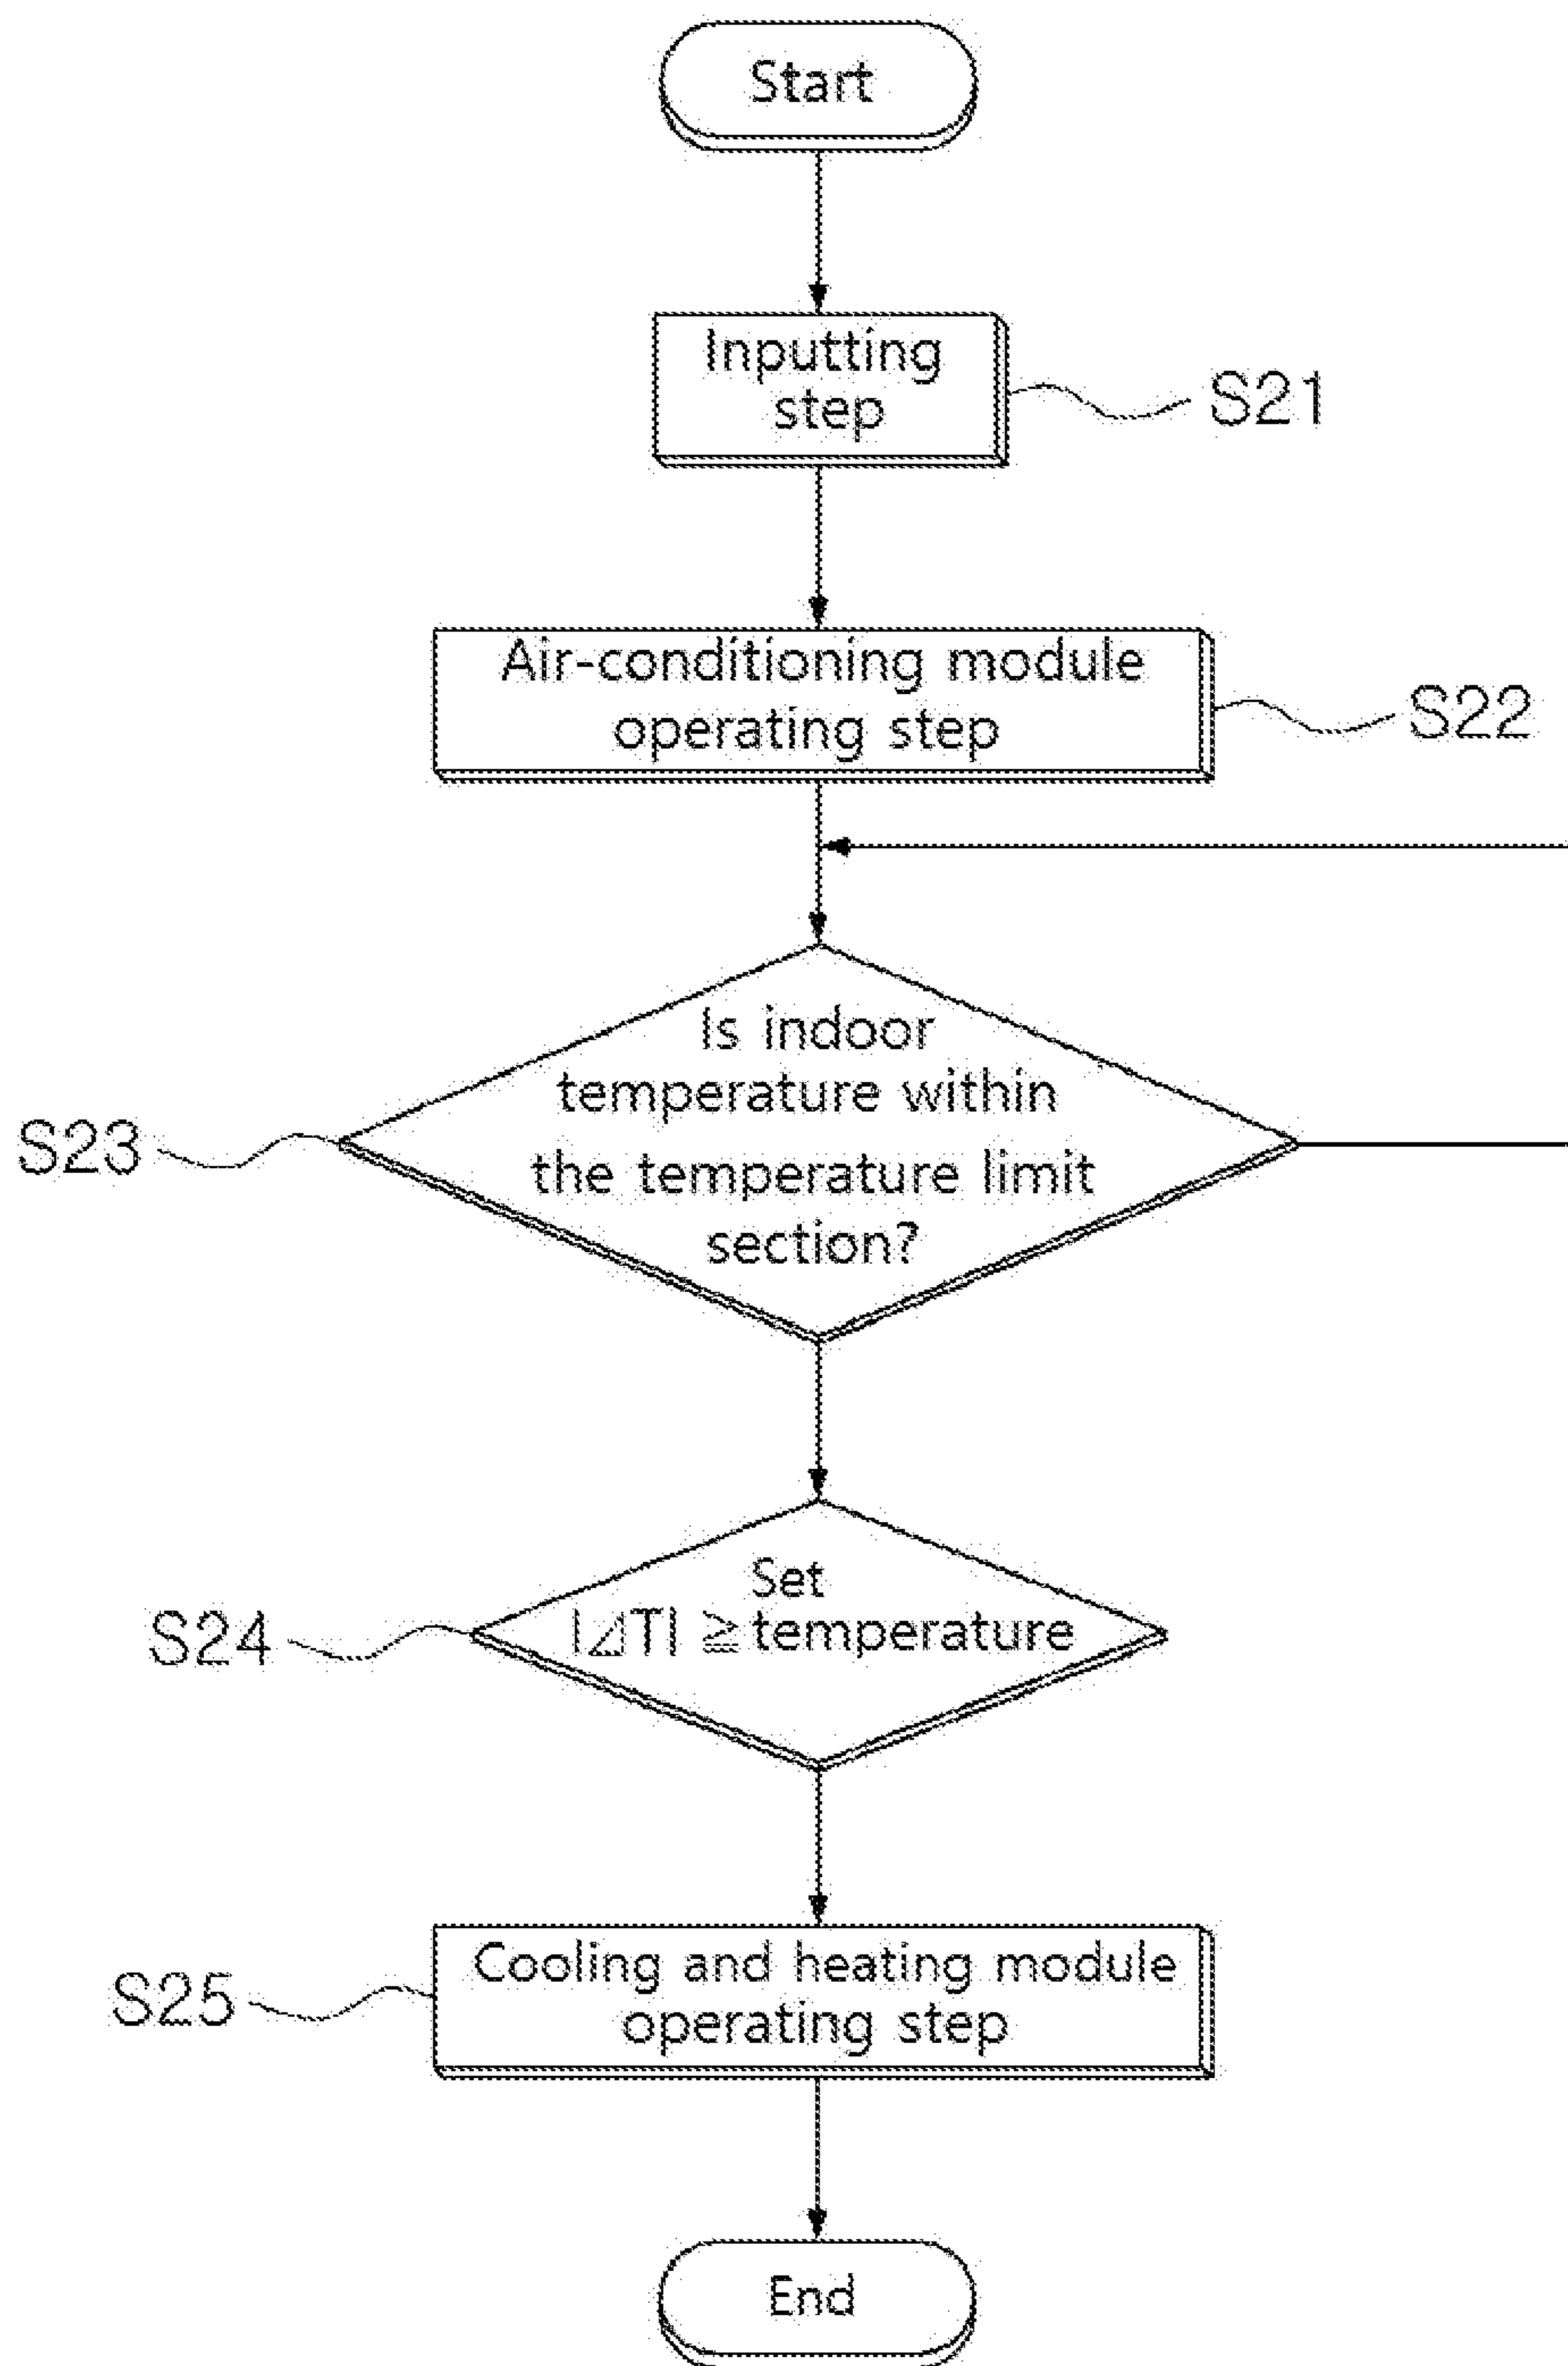 Start
Inputting
step
S21
Air-conditioning module
operating step
S22
Is indoor
temperature within
the temperature limit
section?
S23
Set
|⊿T| ≧ temperature
S24
Cooling and heating module
operating step
S25
End